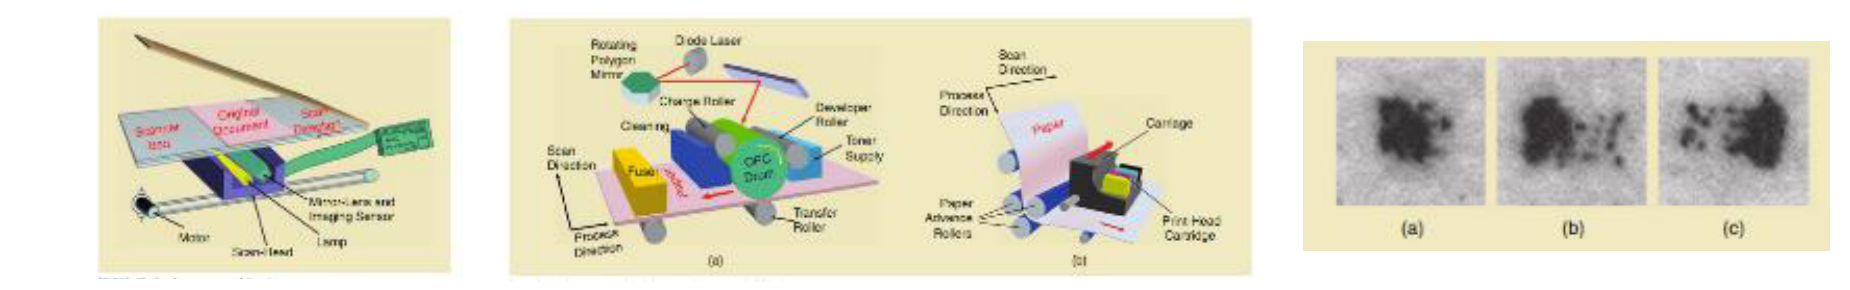 Scanner
Bed
Original
Document
Scan
Direction
Mirror-Lens and
Imaging Sensor
Lamp
Scan-Head
Motor
Rotating
Polygon
Mirror
Diode Laser
Charge Roller
Developer
Roller
Cleaning
Toner
Supply
OPC
Drum
Scan
Direction
Fuser
Transfer
Roller
Process
Direction
(a)
Scan
Direction
Process
Direction
Paper
Carriage
Paper
Advance
Rollers
Print-Head
Cartridge
(b)
(a)
(b)
(c)